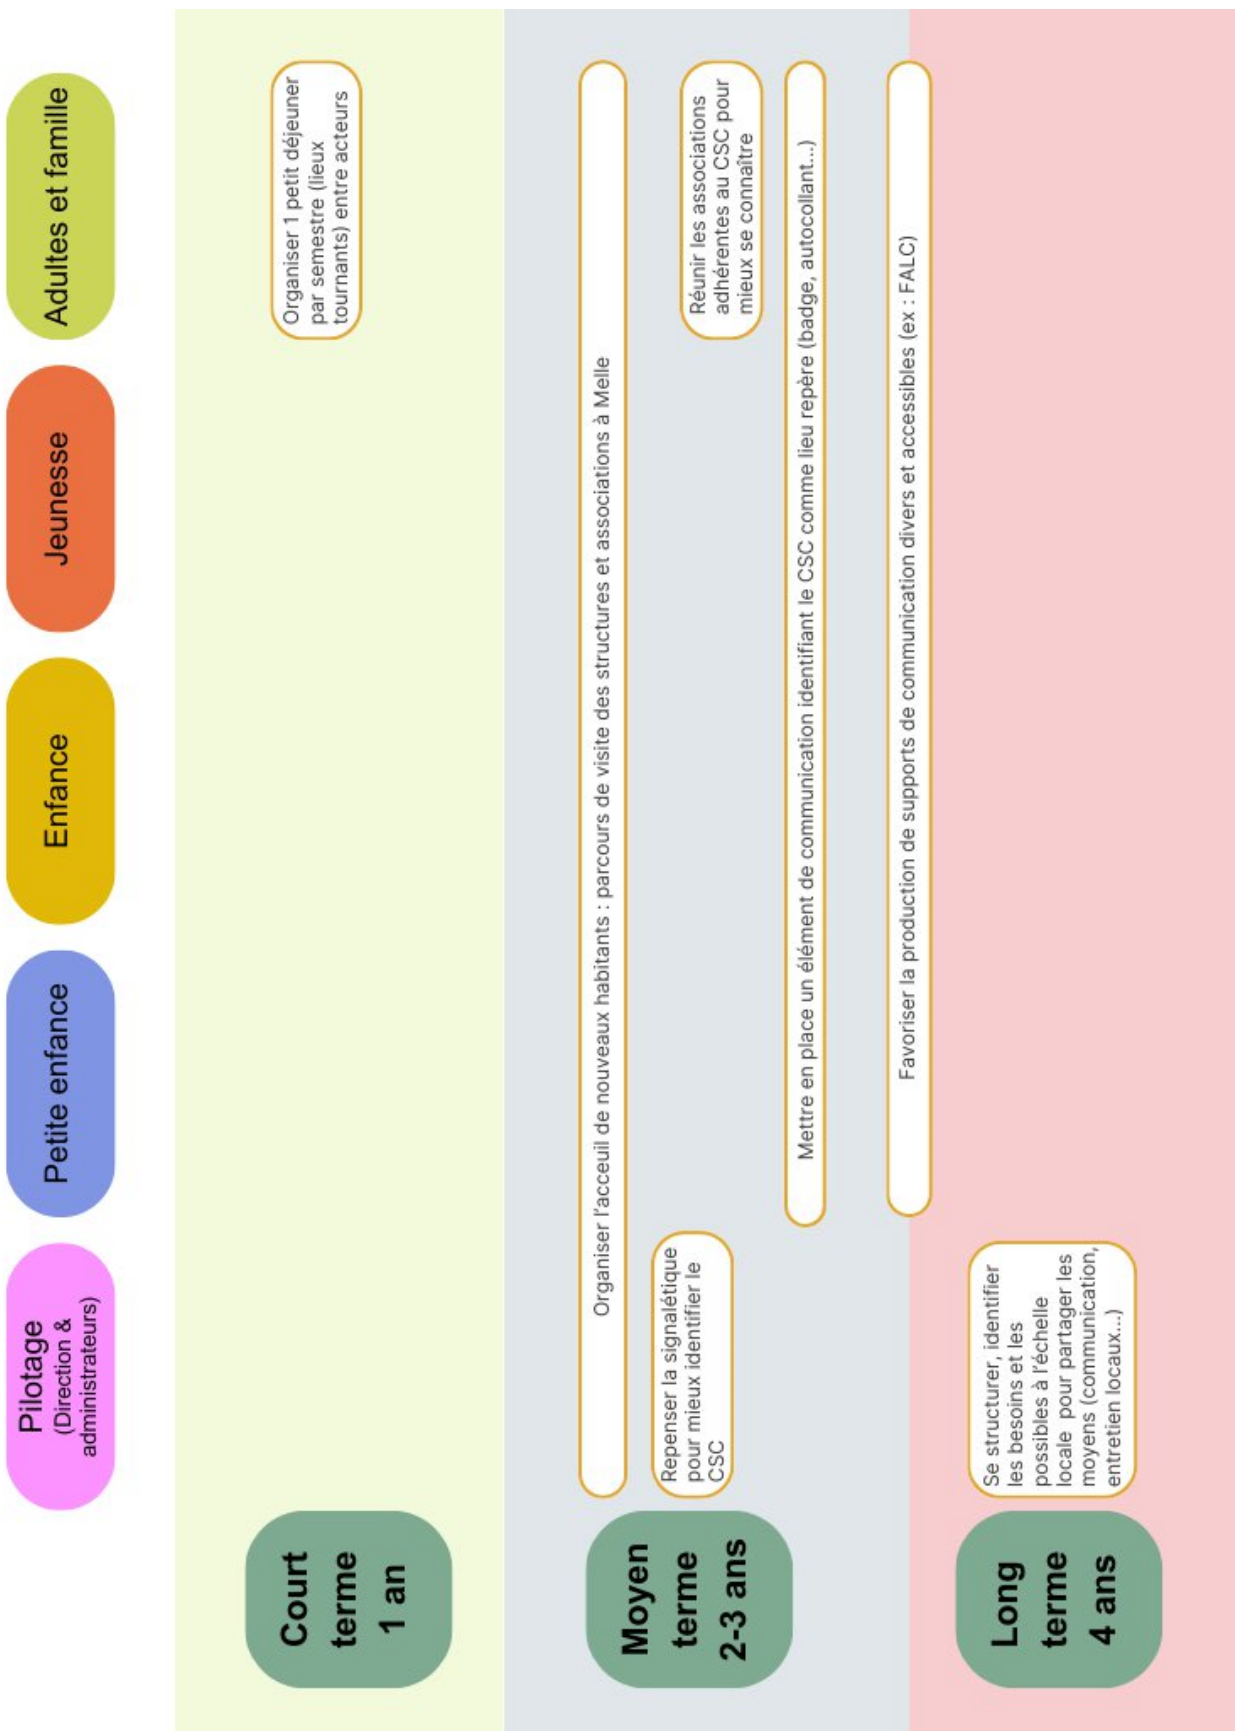 Pilotage
(Direction &
administrateurs)
Petite enfance
Enfance
Jeunesse
Adultes et famille
Court
terme
1 an
Organiser 1 petit déjeuner
par semestre (lieux
tournants) entre acteurs
Moyen
terme
2-3 ans
Organiser l'acceuil de nouveaux habitants : parcours de visite des structures et associations à Melle
Repenser la signalétique
pour mieux identifier le
CSC
Réunir les associations
adhérentes au CSC pour
mieux se connaître
Mettre en place un élément de communication identifiant le CSC comme lieu repère (badge, autocollant...)
Favoriser la production de supports de communication divers et accessibles (ex : FALC)
Long
terme
4 ans
Se structurer, identifier
les besoins et les
possibles à l'échelle
locale pour partager les
moyens (communication,
entretien locaux...)